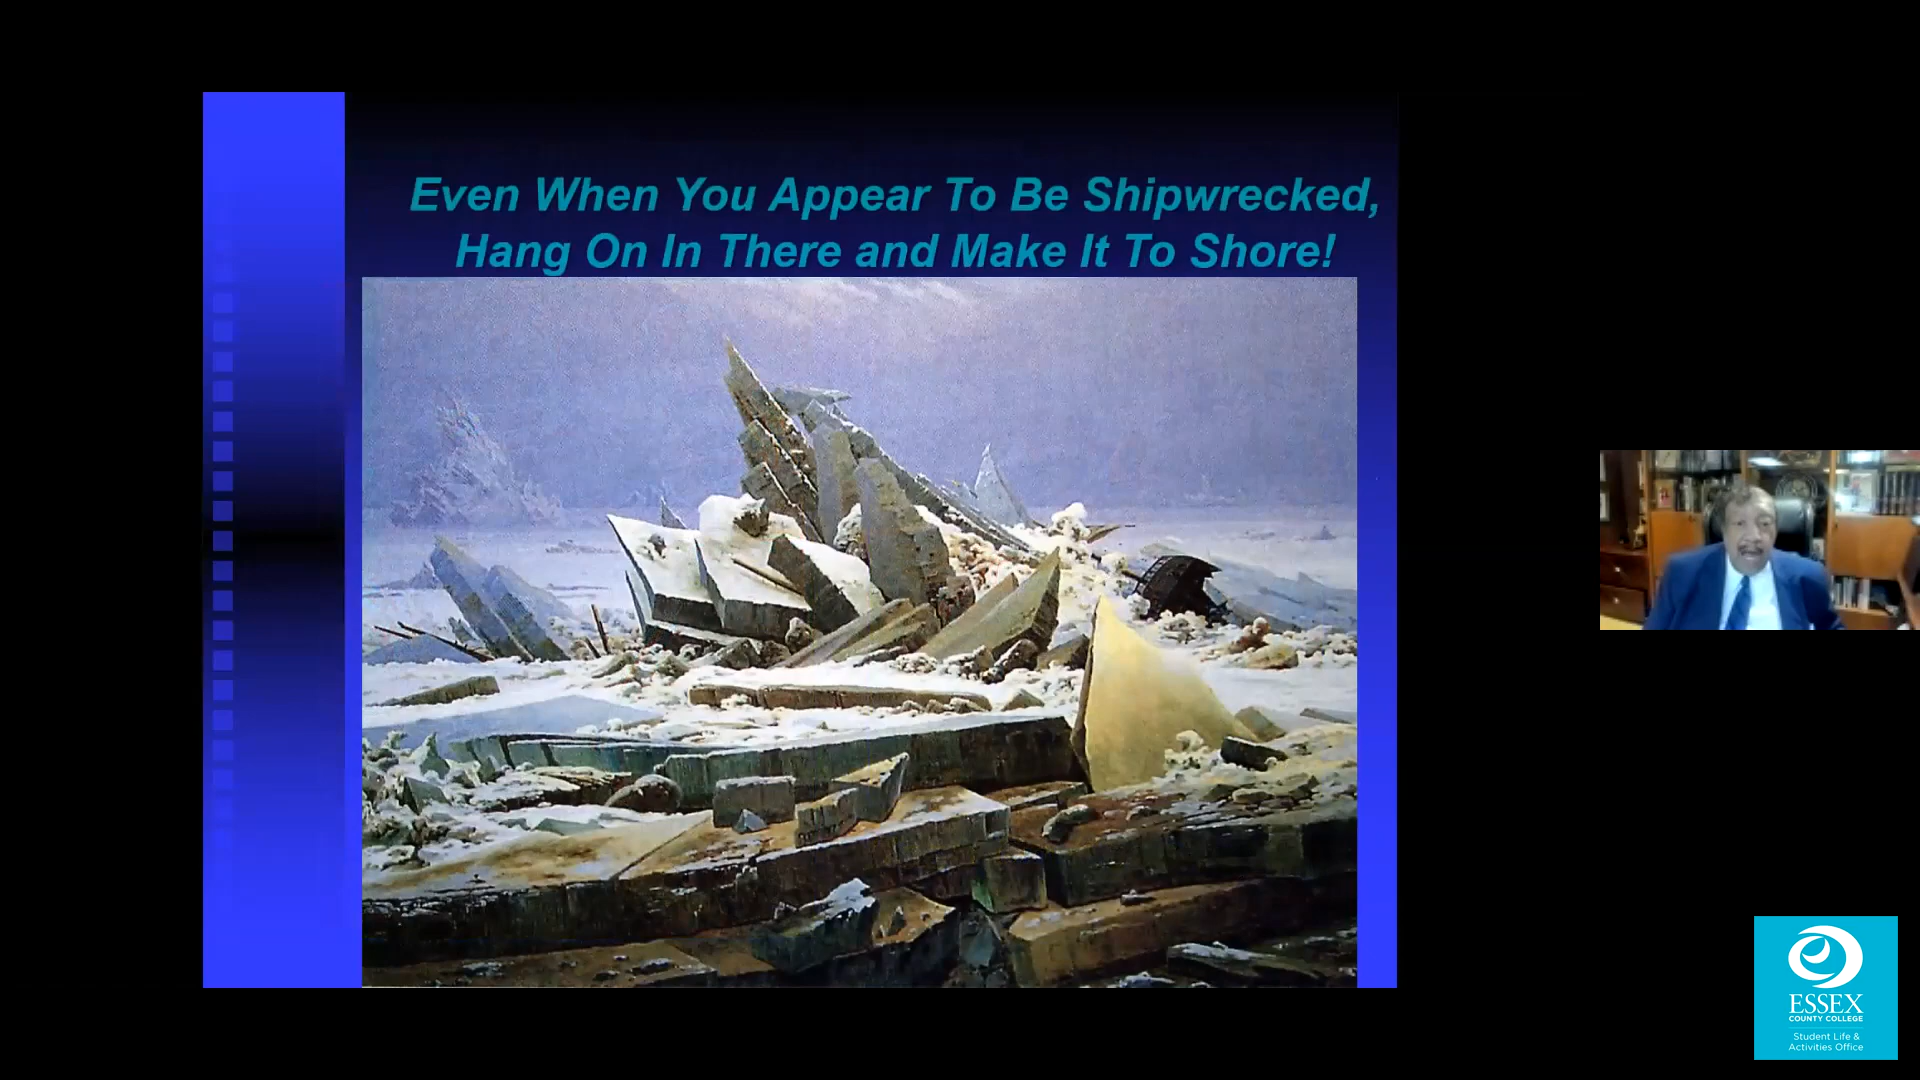 Even When You Appear To Be Shipwrecked,
Hang On In There and Make It To Shore!
ESSEX
COUNTY COLLEGE
Student Life &
Activities Office